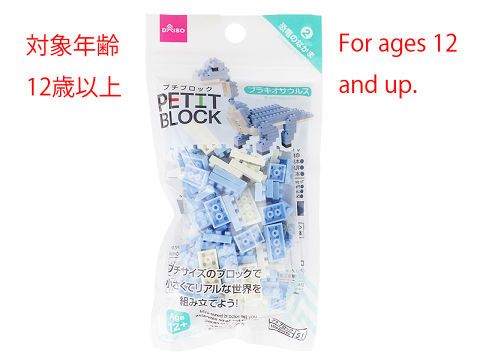 対象年齢
12歳以上
For ages 12
and up.
DAISO
恐竜のなかま 2
ブラキオサウルス
プチブロック
PETIT
BLOCK
プチサイズのブロックで
小さくてリアルな世界を
組み立てよう!
Age
12+